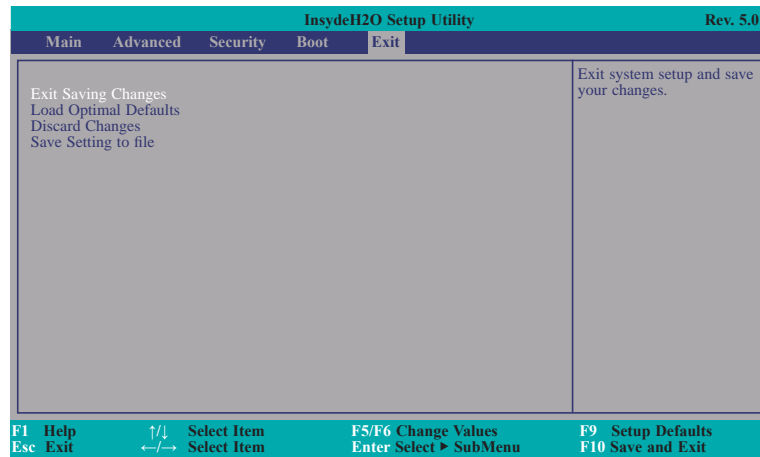 InsydeH2O Setup Utility Rev. 5.0
Main Advanced Security Boot Exit
Exit Saving Changes
Load Optimal Defaults
Discard Changes
Save Setting to file
Exit system setup and save
your changes.
F1 Help ↑/↓ Select Item F5/F6 Change Values F9 Setup Defaults
Esc Exit ←/→ Select Item Enter Select ▶ SubMenu F10 Save and Exit